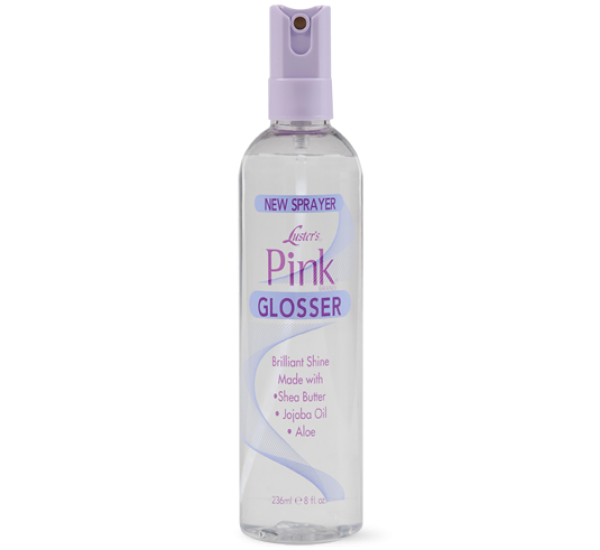 NEW SPRAYER
Luster's
Pink
GLOSSER
Brilliant Shine
Made with
•Shea Butter
• Jojoba Oil
• Aloe
236ml e 8 fl. oz